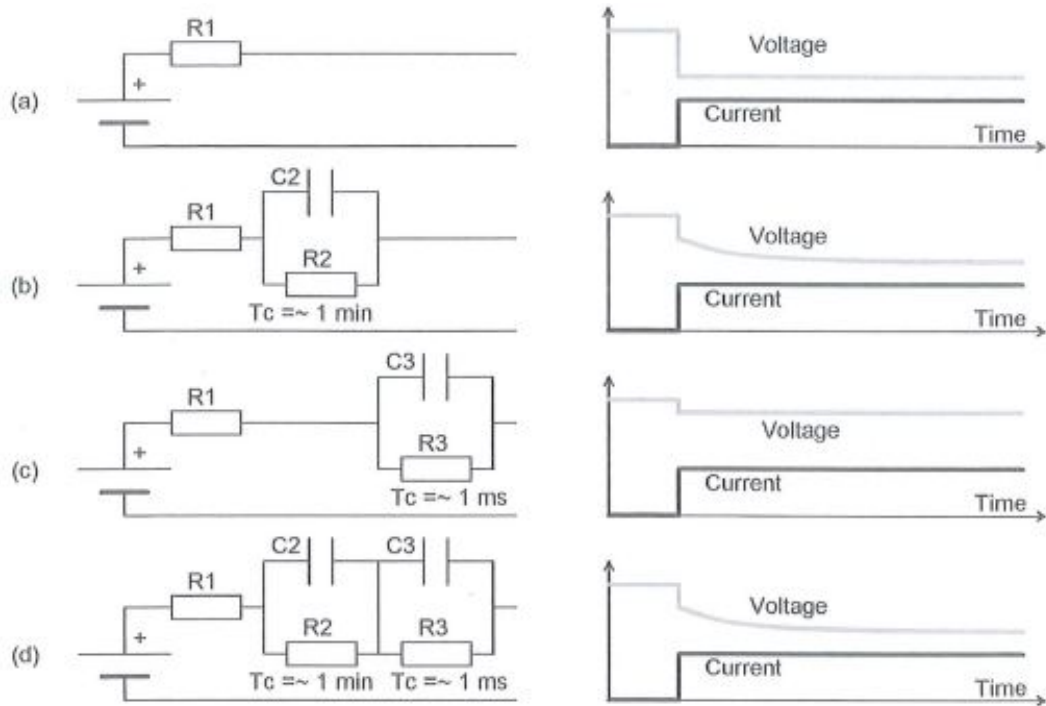 R1
+
(a)
Voltage
Current
Time
C2
R1
R2
+
(b)
Tc =~ 1 min
Voltage
Current
Time
C3
R1
R3
+
(c)
Tc =~ 1 ms
Voltage
Current
Time
C2 C3
R1
R2 R3
+
(d)
Tc =~ 1 min Tc =~ 1 ms
Voltage
Current
Time